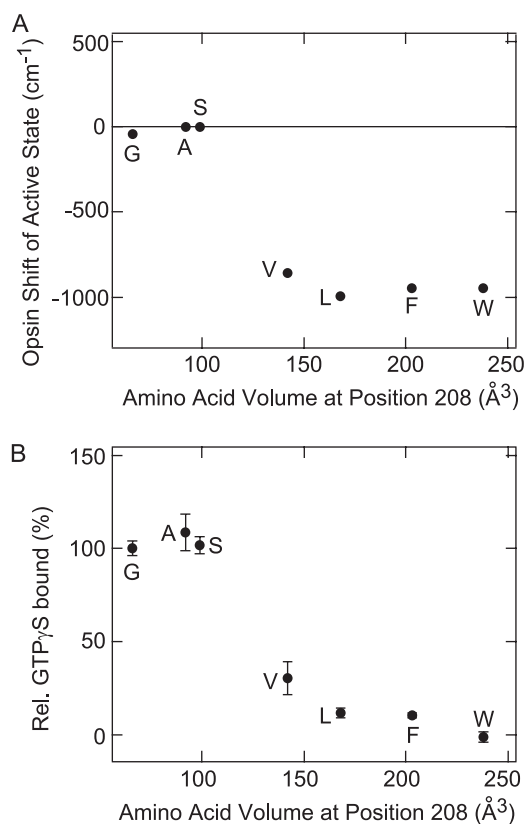 A
Opsin Shift of Active State (cm⁻¹)
500
0
-500
-1000
G
A
S
V
L
F
W
100
150
200
250
Amino Acid Volume at Position 208 (Å³)
B
Rel. GTPγS bound (%)
150
100
50
0
G
A
S
V
L
F
W
100
150
200
250
Amino Acid Volume at Position 208 (Å³)